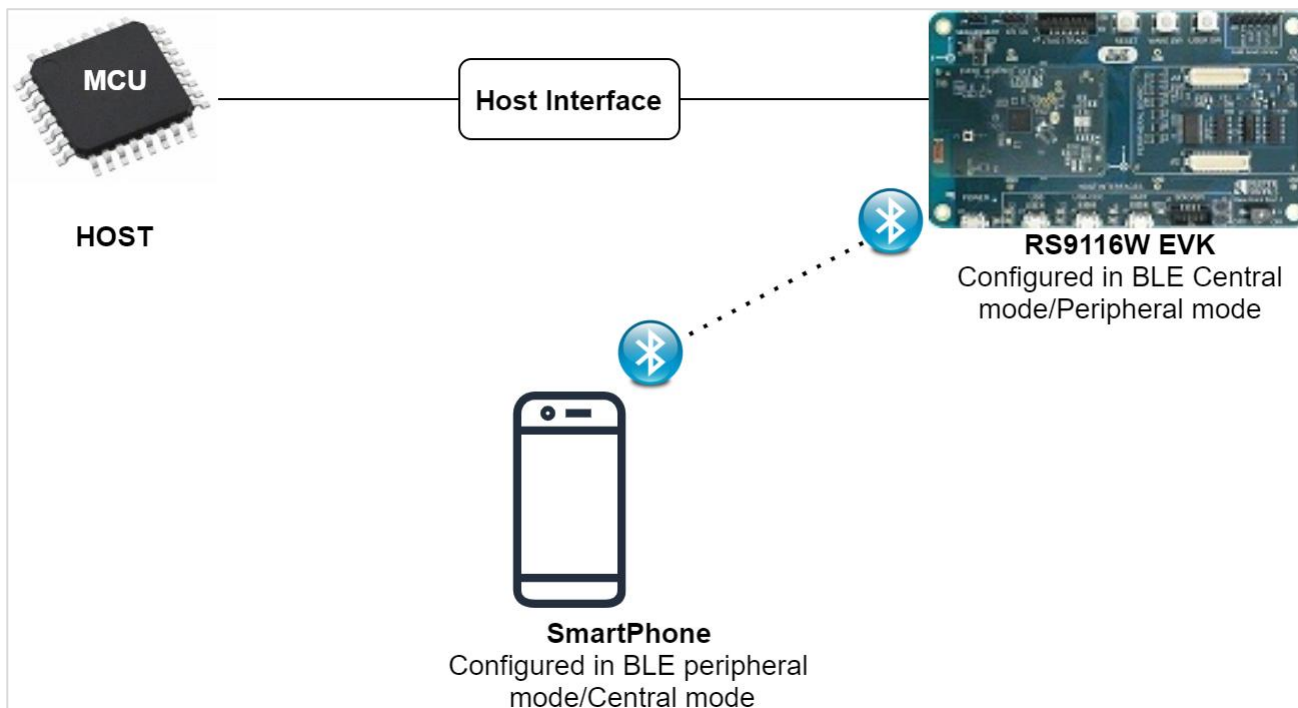 MCU
Host Interface
HOST
RS9116W EVK
Configured in BLE Central
mode/Peripheral mode
SmartPhone
Configured in BLE peripheral
mode/Central mode